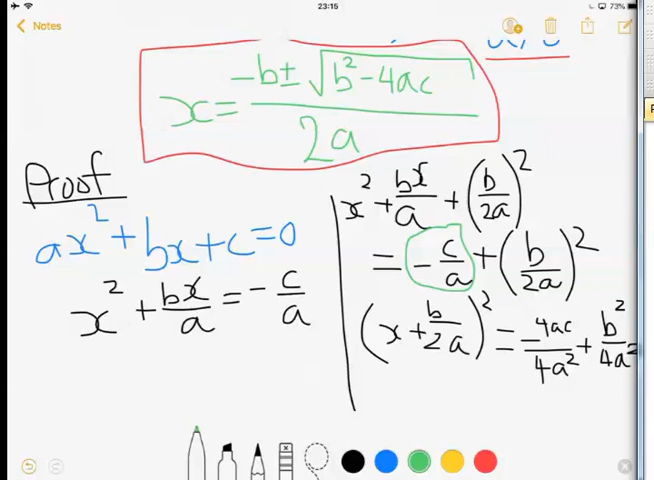 23:15
73%
Notes
x = (-b ± √(b² - 4ac)) / 2a
Proof
ax² + bx + c = 0
x² + bx/a = - c/a
x² + bx/a + (b/2a)²
= - c/a + (b/2a)²
(x + b/2a)² = -4ac/4a² + b²/4a²